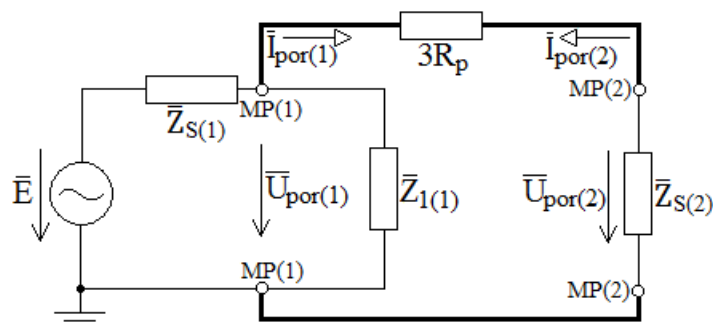 Ī_por(1)
3R_p
Ī_por(2)
Z̄_S(1)
MP(1)
MP(2)
Ē
Ū_por(1)
Z̄_1(1)
Ū_por(2)
Z̄_S(2)
MP(1)
MP(2)